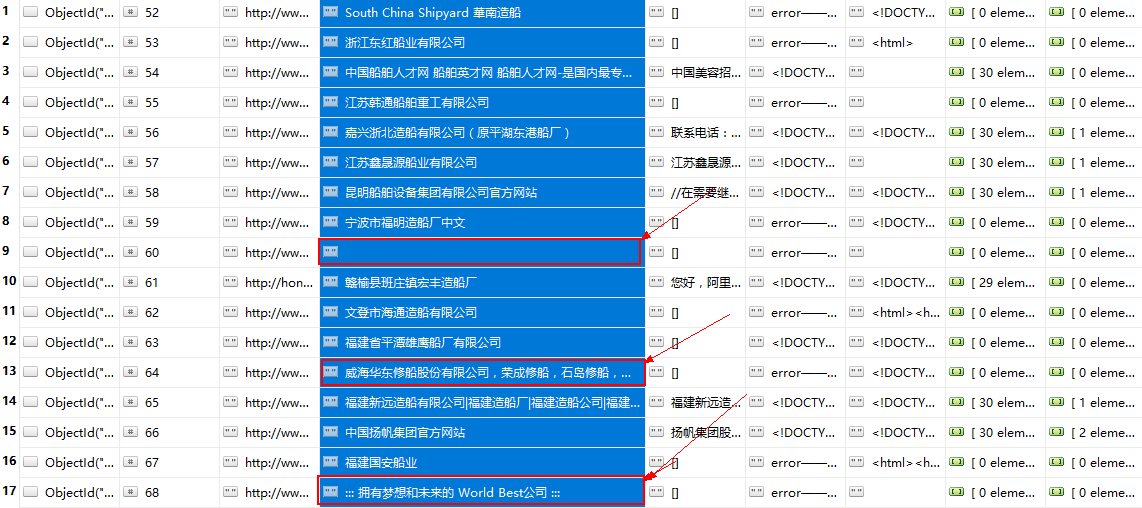 1 ObjectId("... # 52 "" http://ww... "" South China Shipyard 華南造船 "" [] "" error——... "" <!DOCTY... [ 0 eleme... [ 0 eleme...
2 ObjectId("... # 53 "" http://ww... "" 浙江东红船业有限公司 "" [] "" error——... "" <html> [ 0 eleme... [ 0 eleme...
3 ObjectId("... # 54 "" http://ww... "" 中国船舶人才网 船舶英才网 船舶人才网-是国内最专... "" 中国美容招... "" <!DOCTY... "" [ 30 elem... [ 0 eleme...
4 ObjectId("... # 55 "" http://ww... "" 江苏韩通船舶重工有限公司 "" [] "" error——... "" [ 0 eleme... [ 0 eleme...
5 ObjectId("... # 56 "" http://ww... "" 嘉兴浙北造船有限公司（原平湖东港船厂） "" 联系电话：... "" <!DOCTY... "" <!DOCTY... [ 30 elem... [ 1 eleme...
6 ObjectId("... # 57 "" http://ww... "" 江苏鑫晟源船业有限公司 "" 江苏鑫晟源... "" <!DOCTY... "" [ 30 elem... [ 1 eleme...
7 ObjectId("... # 58 "" http://ww... "" 昆明船舶设备集团有限公司官方网站 "" //在需要继... "" <!DOCTY... "" <!DOCTY... [ 30 elem... [ 1 eleme...
8 ObjectId("... # 59 "" http://ww... "" 宁波市福明造船厂中文 "" [] "" error——... "" <!DOCTY... [ 0 eleme... [ 0 eleme...
9 ObjectId("... # 60 "" http://ww... "" "" [] "" error——... "" [ 0 eleme... [ 0 eleme...
10 ObjectId("... # 61 "" http://hon... "" 赣榆县班庄镇宏丰造船厂 "" 您好，阿里... "" <!DOCTY... "" <!DOCTY... [ 29 elem... [ 0 eleme...
11 ObjectId("... # 62 "" http://ww... "" 文登市海通造船有限公司 "" [] "" error——... "" <html> <h... [ 0 eleme... [ 0 eleme...
12 ObjectId("... # 63 "" http://ww... "" 福建省平潭雄鹰船厂有限公司 "" [] "" error——... "" <!DOCTY... [ 0 eleme... [ 0 eleme...
13 ObjectId("... # 64 "" http://ww... "" 威海华东修船股份有限公司，荣成修船，石岛修船，... "" [] "" error——... "" <!DOCTY... [ 0 eleme... [ 0 eleme...
14 ObjectId("... # 65 "" http://ww... "" 福建新远造船有限公司|福建造船厂|福建造船公司|福建... "" 福建新远造... "" <!DOCTY... "" <!DOCTY... [ 30 elem... [ 1 eleme...
15 ObjectId("... # 66 "" http://ww... "" 中国扬帆集团官方网站 "" 扬帆集团股... "" <!DOCTY... "" <!DOCTY... [ 30 elem... [ 2 eleme...
16 ObjectId("... # 67 "" http://ww... "" 福建国安船业 "" [] "" error——... "" <html> <h... [ 0 eleme... [ 0 eleme...
17 ObjectId("... # 68 "" http://ww... "" ::: 拥有梦想和未来的 World Best公司 ::: "" [] "" error——... "" <!DOCTY... [ 0 eleme... [ 0 eleme...